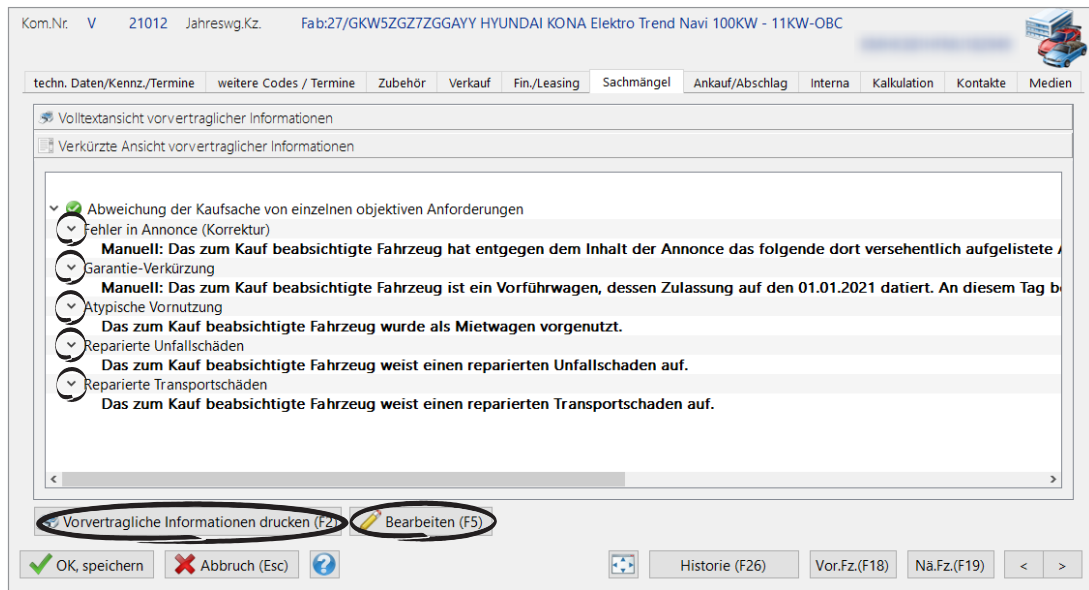 Kom.Nr. V 21012 Jahreswg.Kz. Fab:27/GKW5ZGZ7ZGGAYY HYUNDAI KONA Elektro Trend Navi 100KW - 11KW-OBC
techn. Daten/Kennz./Termine weitere Codes / Termine Zubehör Verkauf Fin./Leasing Sachmängel Ankauf/Abschlag Interna Kalkulation Kontakte Medien
Volltextansicht vorvertraglicher Informationen
Verkürzte Ansicht vorvertraglicher Informationen
Abweichung der Kaufsache von einzelnen objektiven Anforderungen
Fehler in Annonce (Korrektur)
Manuell: Das zum Kauf beabsichtigte Fahrzeug hat entgegen dem Inhalt der Annonce das folgende dort versehentlich aufgelistete
Garantie-Verkürzung
Manuell: Das zum Kauf beabsichtigte Fahrzeug ist ein Vorführwagen, dessen Zulassung auf den 01.01.2021 datiert. An diesem Tag
Atypische Vornutzung
Das zum Kauf beabsichtigte Fahrzeug wurde als Mietwagen vorgenutzt.
Reparierte Unfallschäden
Das zum Kauf beabsichtigte Fahrzeug weist einen reparierten Unfallschaden auf.
Reparierte Transportschäden
Das zum Kauf beabsichtigte Fahrzeug weist einen reparierten Transportschaden auf.
< >
Vorvertragliche Informationen drucken (F2) Bearbeiten (F5)
OK, speichern Abbruch (Esc) ? Historie (F26) Vor.Fz.(F18) Nä.Fz.(F19) < >